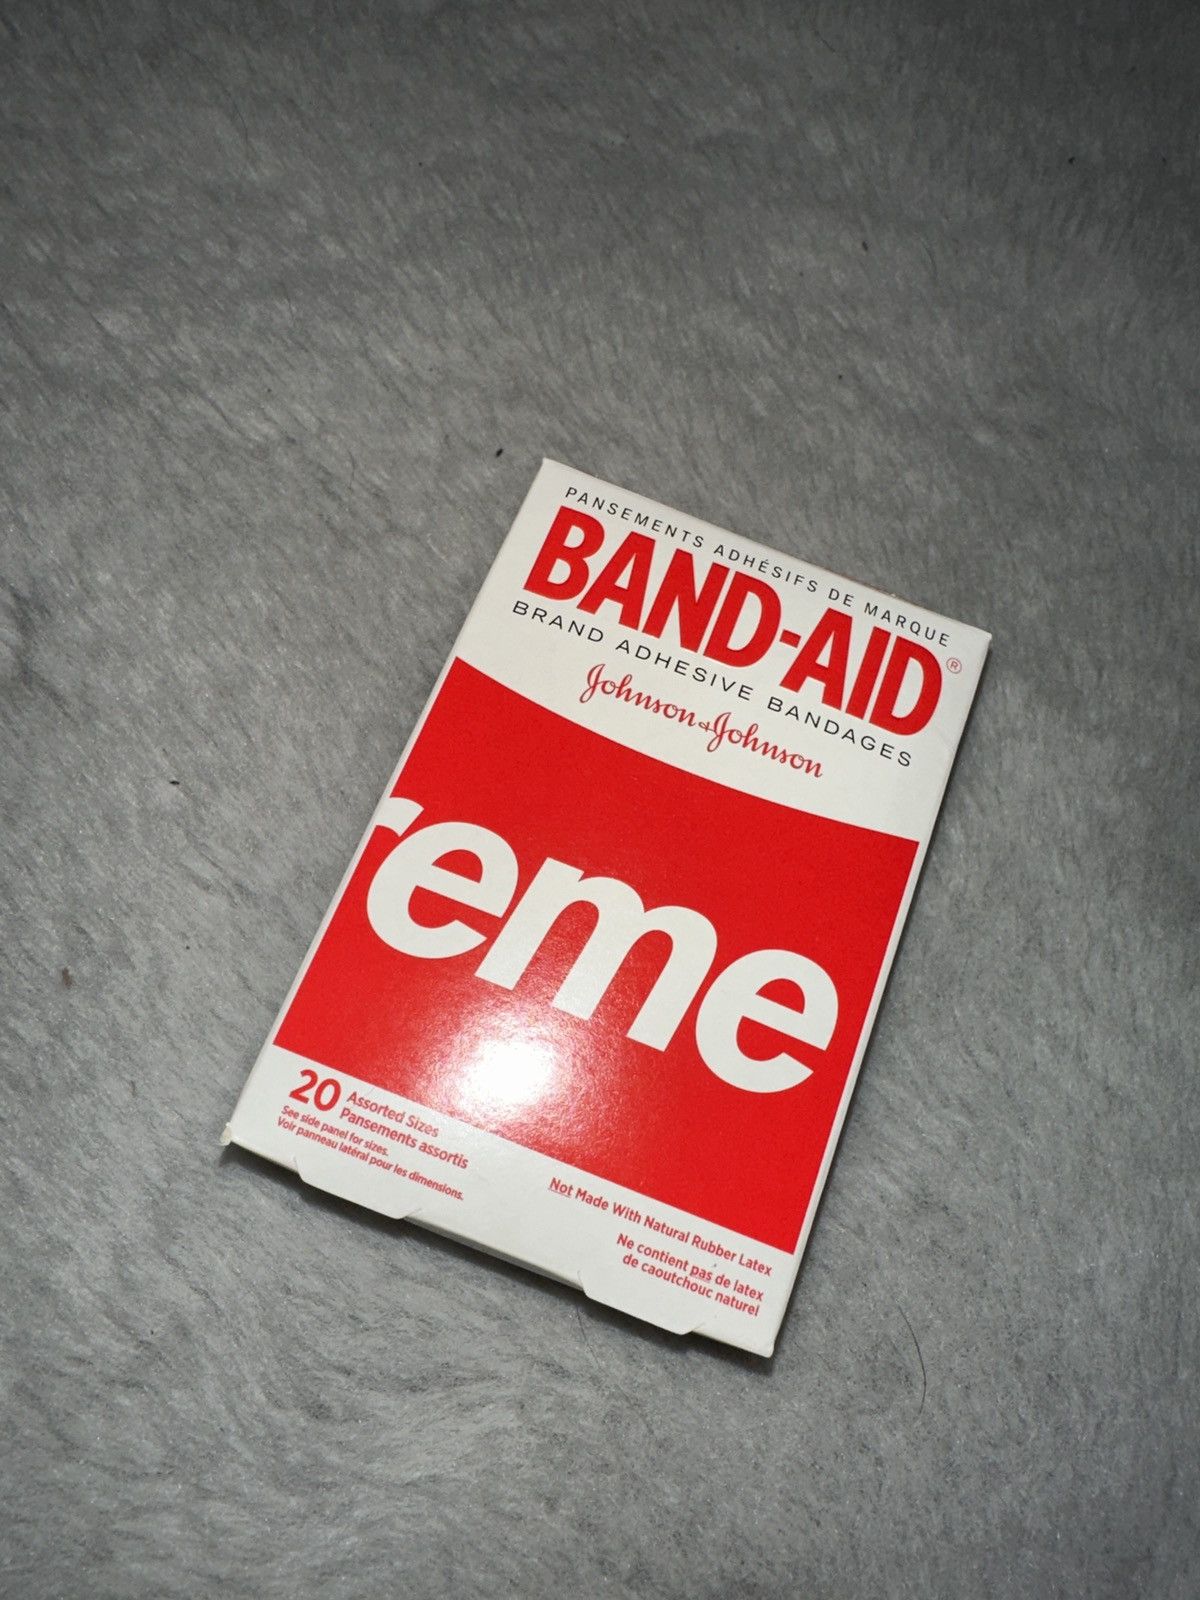 PANSEMENTS ADHÉSIFS DE MARQUE
BAND-AID®
BRAND ADHESIVE BANDAGES
Johnson & Johnson
reme
20 Assorted Sizes
Pansements assortis
See side panel for sizes.
Voir panneau latéral pour les dimensions.
Not Made With Natural Rubber Latex
Ne contient pas de latex
de caoutchouc naturel